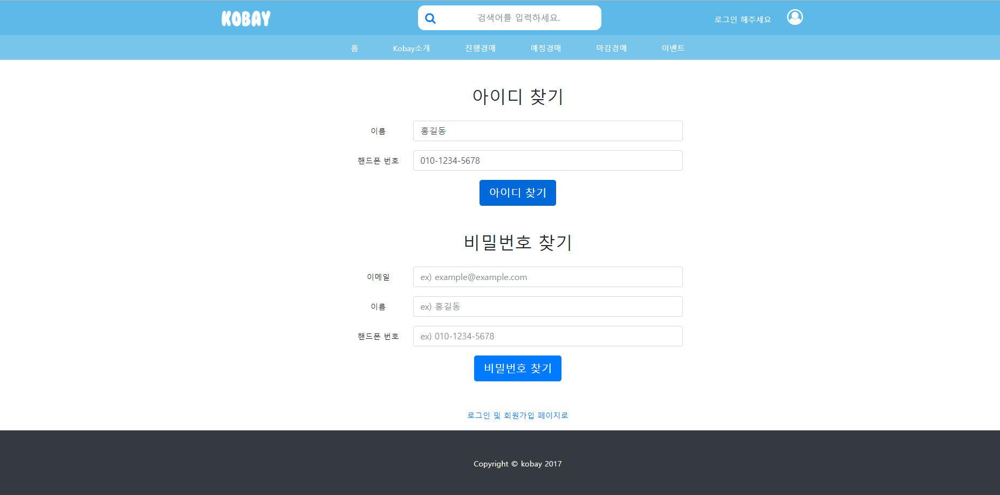 KOBAY
검색어를 입력하세요.
로그인 해주세요
홈 Kobay소개 진행경매 예정경매 마감경매 이벤트
아이디 찾기
이름 홍길동
핸드폰 번호 010-1234-5678
아이디 찾기
비밀번호 찾기
이메일 ex) example@example.com
이름 ex) 홍길동
핸드폰 번호 ex) 010-1234-5678
비밀번호 찾기
로그인 및 회원가입 페이지로
Copyright © kobay 2017